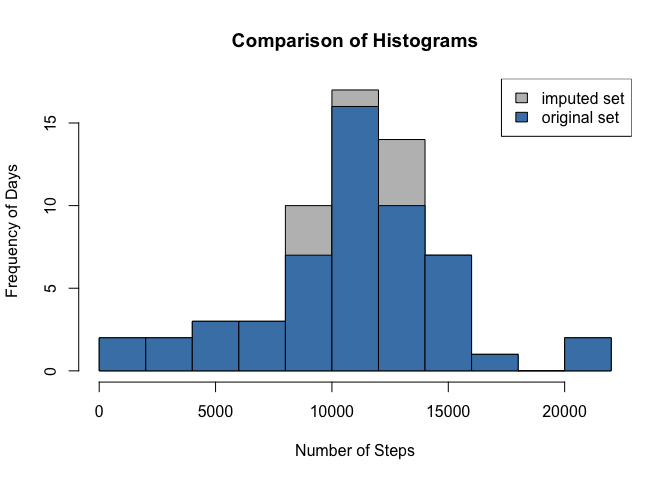 Comparison of Histograms
imputed set
original set
Frequency of Days
15
10
5
0
0 5000 10000 15000 20000
Number of Steps